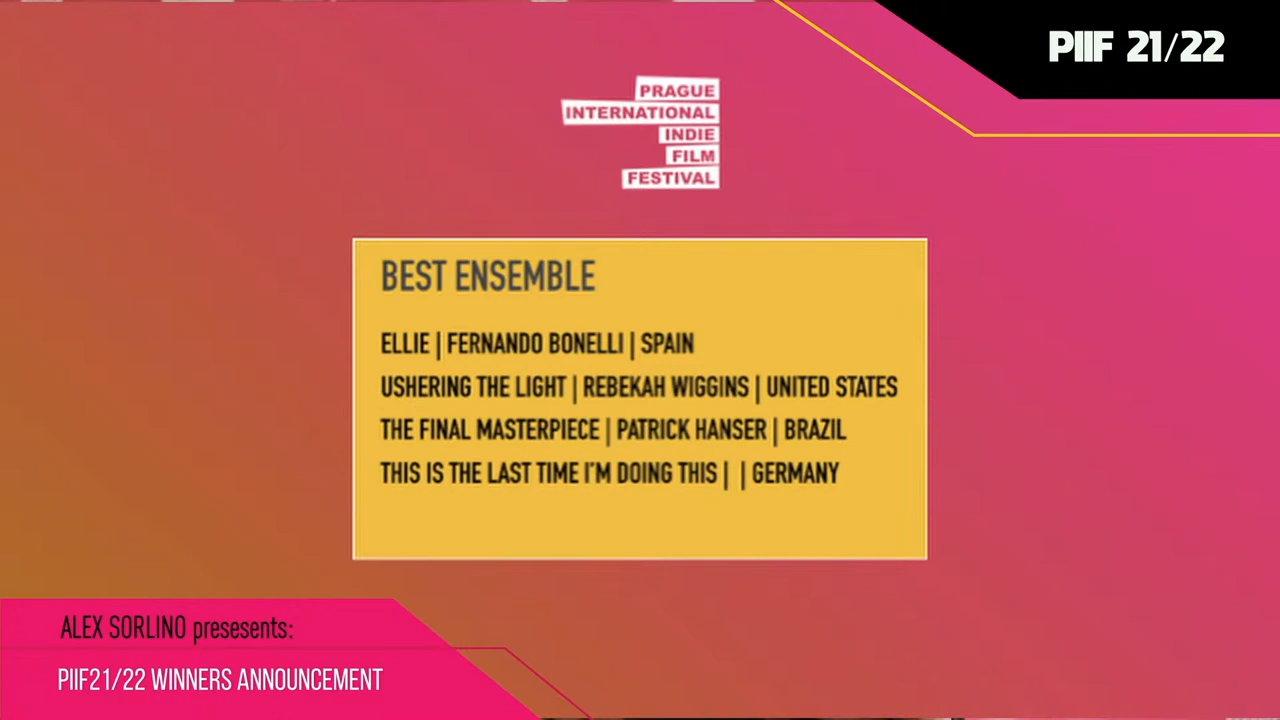 PIIF 21/22
PRAGUE
INTERNATIONAL
INDIE
FILM
FESTIVAL
BEST ENSEMBLE
ELLIE | FERNANDO BONELLI | SPAIN
USHERING THE LIGHT | REBEKAH WIGGINS | UNITED STATES
THE FINAL MASTERPIECE | PATRICK HANSER | BRAZIL
THIS IS THE LAST TIME I'M DOING THIS | | GERMANY
ALEX SORLINO presesents:
PIIF21/22 WINNERS ANNOUNCEMENT